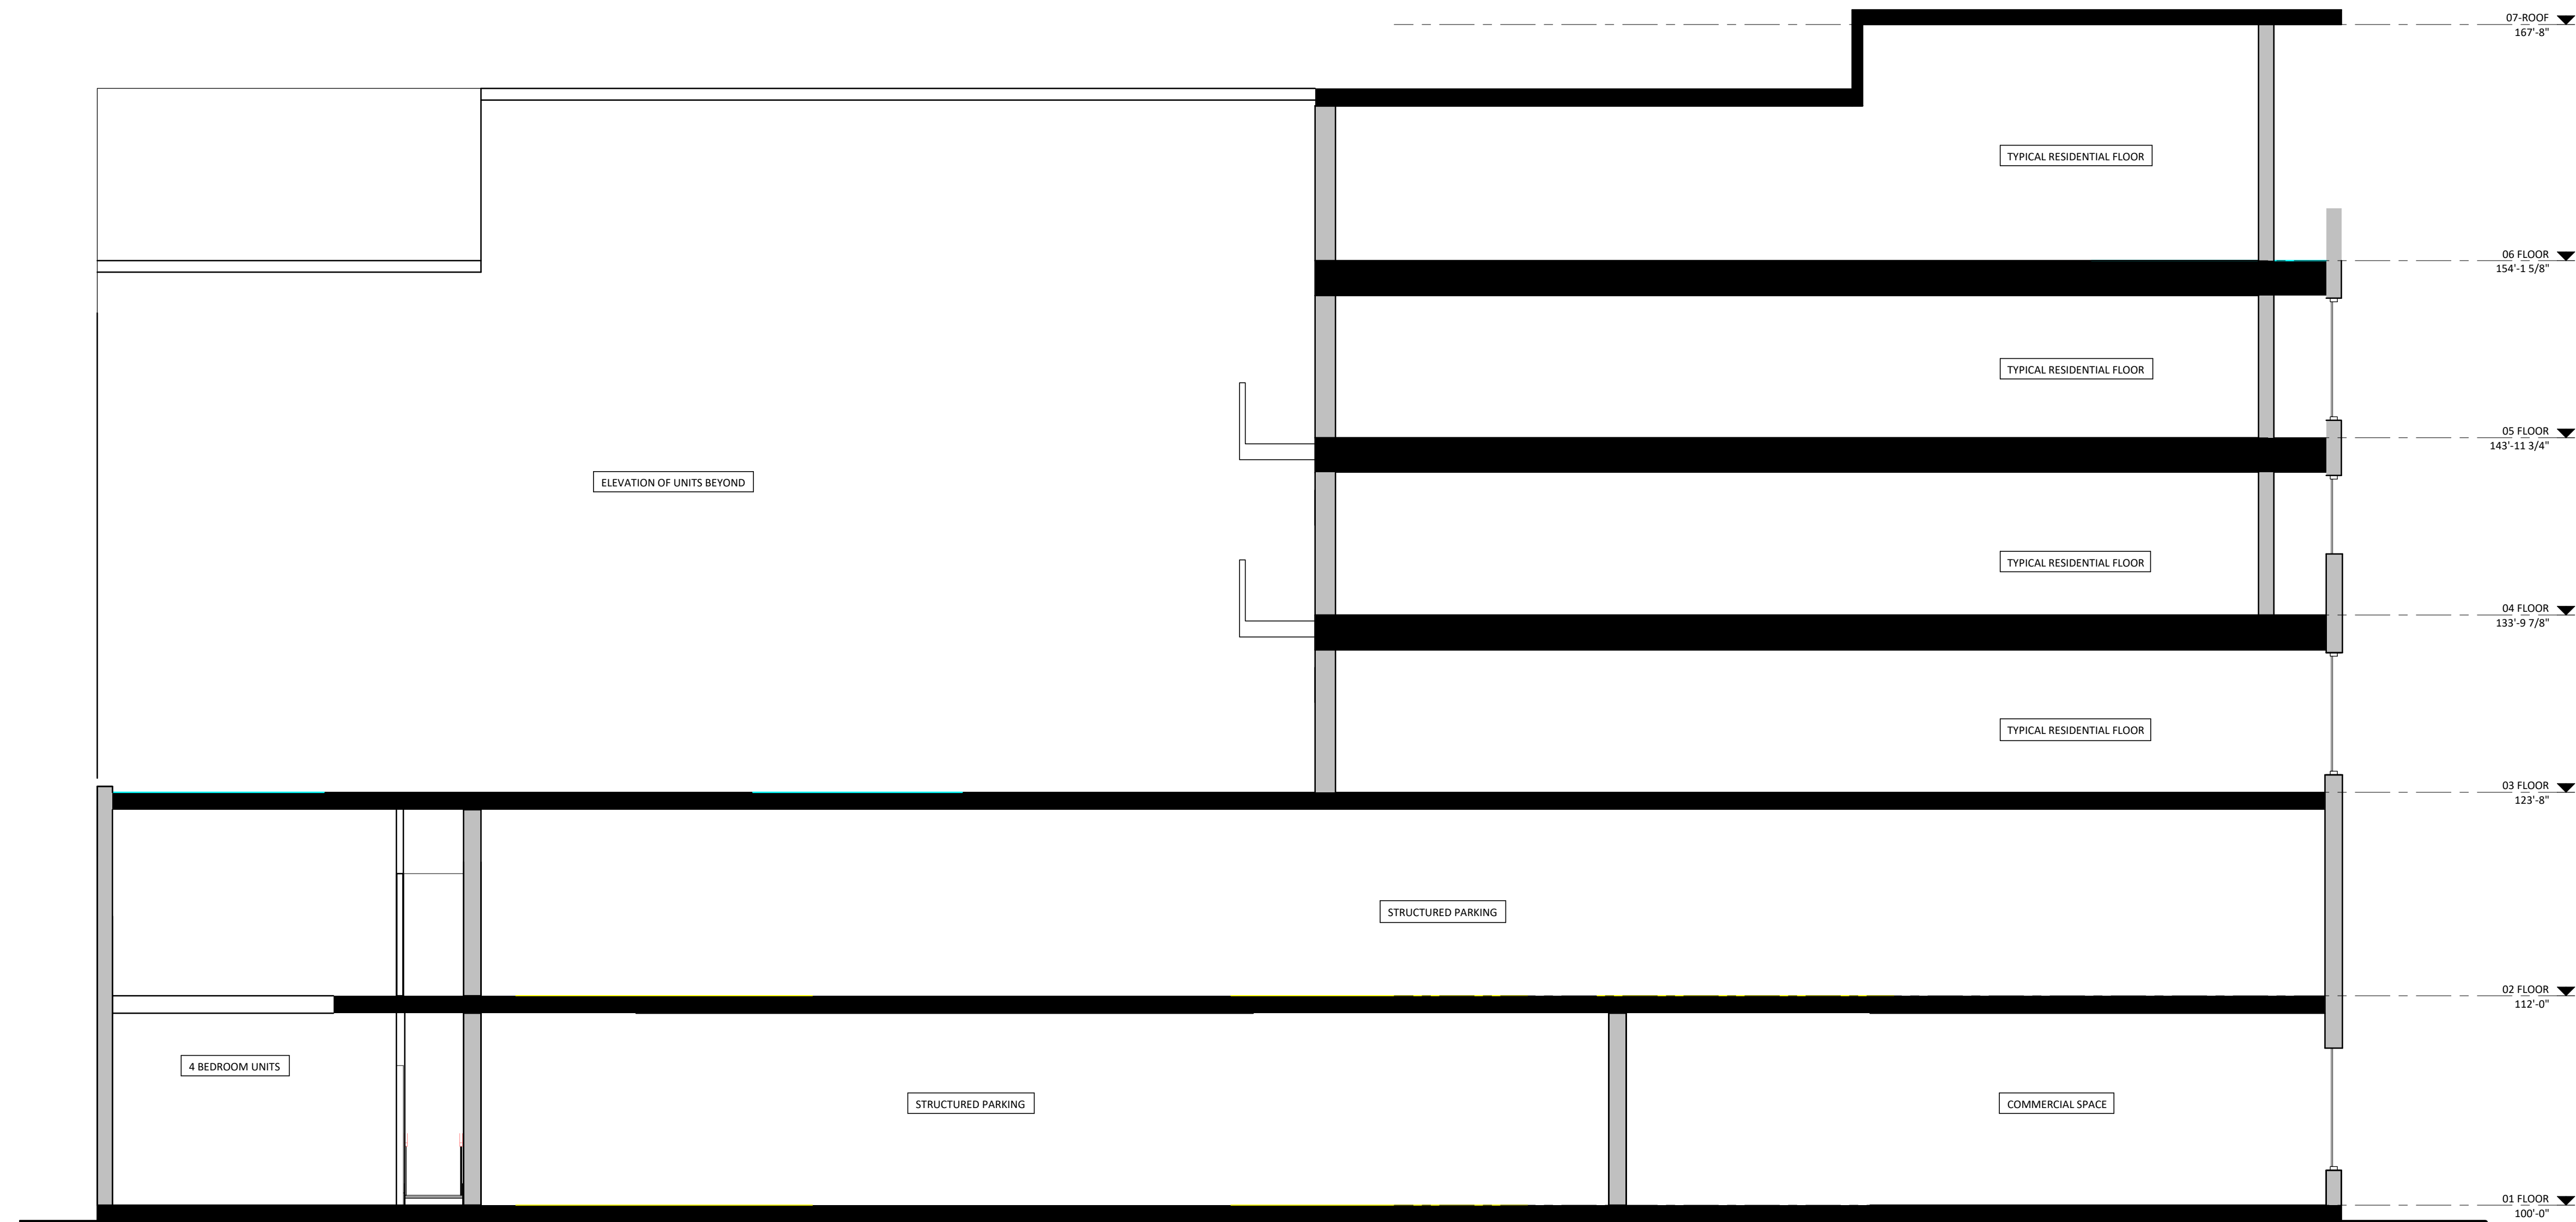 07-ROOF
167'-8"
TYPICAL RESIDENTIAL FLOOR
06 FLOOR
154'-1 5/8"
TYPICAL RESIDENTIAL FLOOR
05 FLOOR
143'-11 3/4"
ELEVATION OF UNITS BEYOND
TYPICAL RESIDENTIAL FLOOR
04 FLOOR
133'-9 7/8"
TYPICAL RESIDENTIAL FLOOR
03 FLOOR
123'-8"
STRUCTURED PARKING
02 FLOOR
112'-0"
4 BEDROOM UNITS
STRUCTURED PARKING
COMMERCIAL SPACE
01 FLOOR
100'-0"